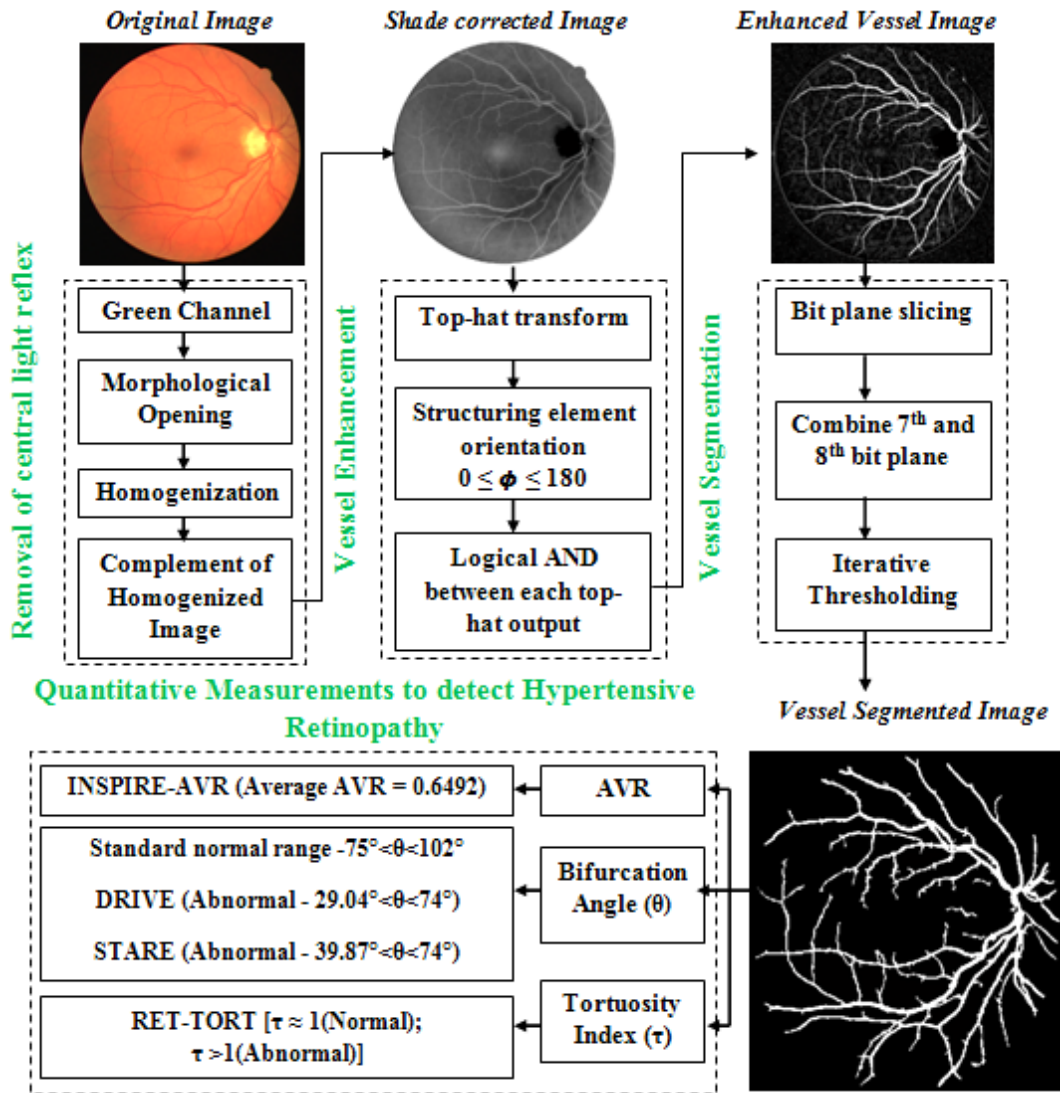 Original Image
Shade corrected Image
Enhanced Vessel Image
Removal of central light reflex
Green Channel
Morphological
Opening
Homogenization
Complement of
Homogenized
Image
Vessel Enhancement
Top-hat transform
Structuring element
orientation
0 ≤ ϕ ≤ 180
Logical AND
between each top-
hat output
Vessel Segmentation
Bit plane slicing
Combine 7th and
8th bit plane
Iterative
Thresholding
Vessel Segmented Image
Quantitative Measurements to detect Hypertensive
Retinopathy
INSPIRE-AVR (Average AVR = 0.6492)
AVR
Standard normal range -75°<θ<102°
DRIVE (Abnormal - 29.04°<θ<74°)
STARE (Abnormal - 39.87°<θ<74°)
Bifurcation
Angle (θ)
RET-TORT [τ ≈ 1(Normal);
τ >1(Abnormal)]
Tortuosity
Index (τ)